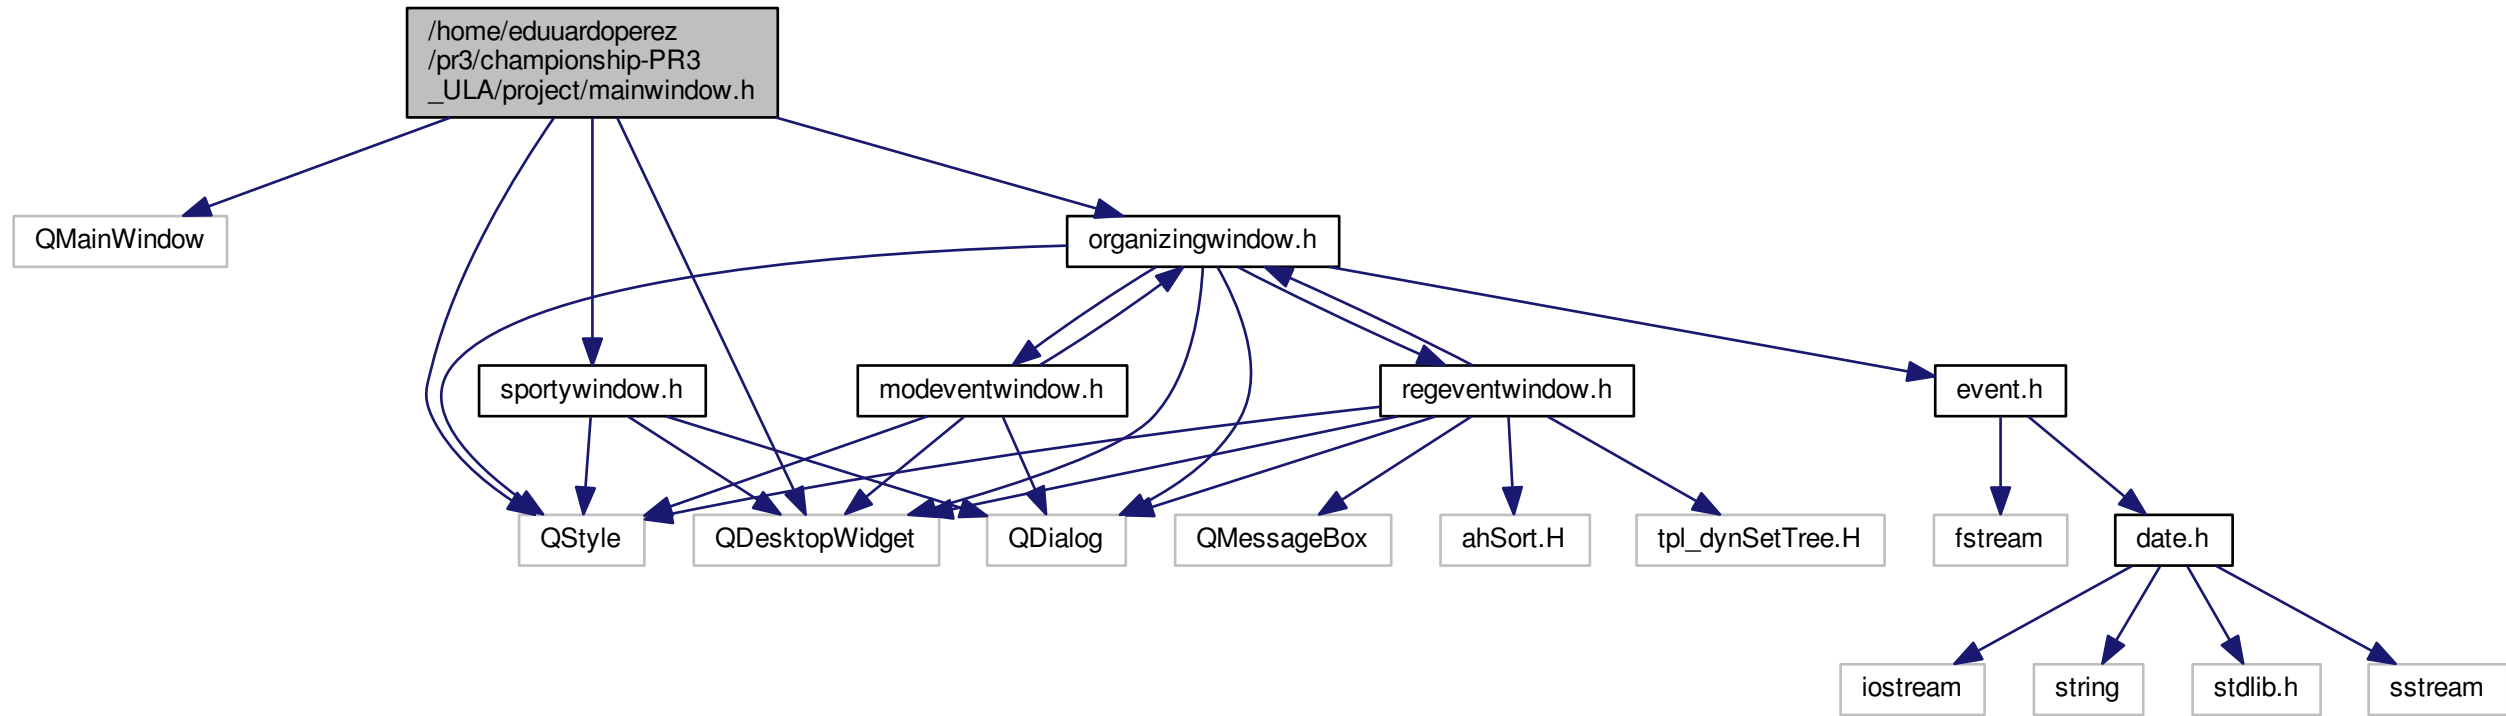 /home/eduuardoperez
/pr3/championship-PR3
_ULA/project/mainwindow.h
QMainWindow
organizingwindow.h
sportywindow.h
modeventwindow.h
regeventwindow.h
event.h
QStyle
QDesktopWidget
QDialog
QMessageBox
ahSort.H
tpl_dynSetTree.H
fstream
date.h
iostream
string
stdlib.h
sstream